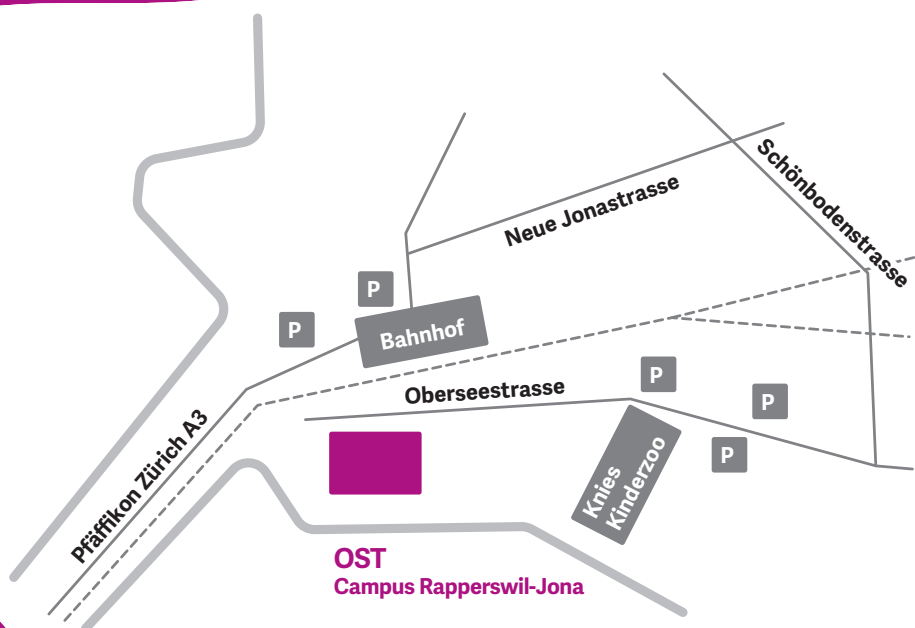 Schönbodenstrasse
Neue Jonastrasse
P
P
Bahnhof
P
Oberseestrasse
P
P
Pfäffikon Zürich A3
Knies
Kinderzoo
OST
Campus Rapperswil-Jona